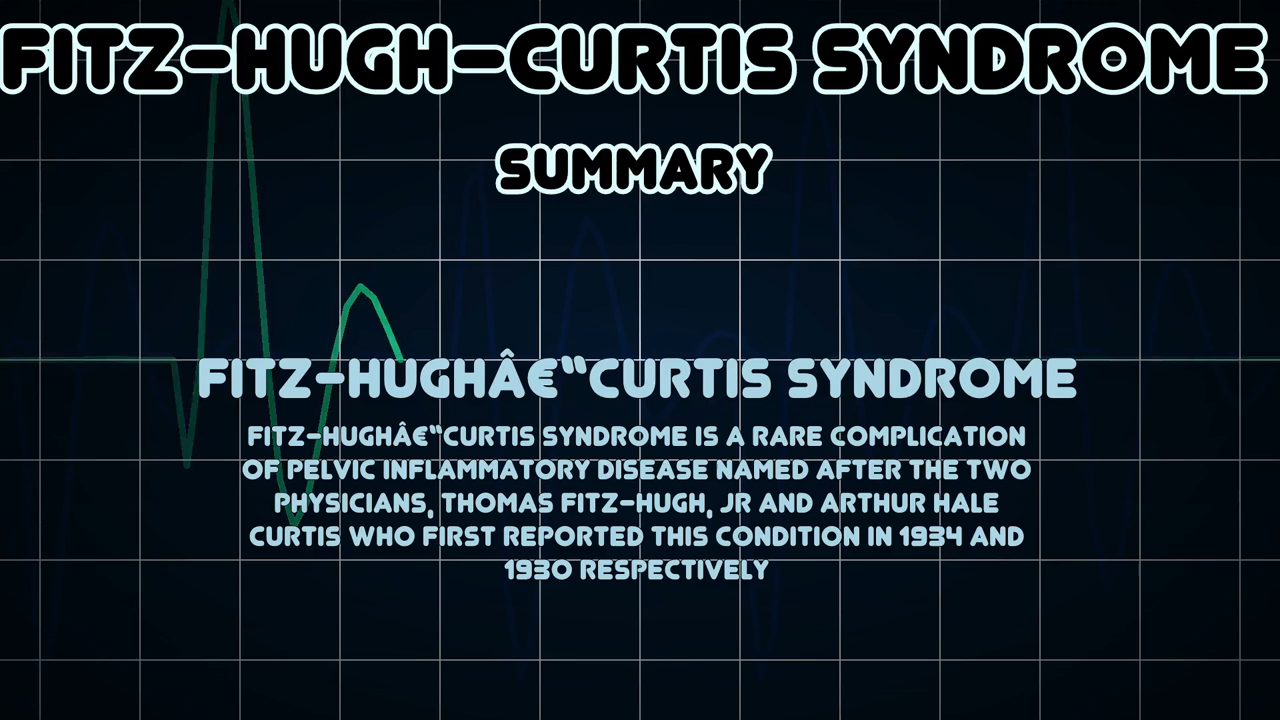 FITZ-HUGH-CURTIS SYNDROME
SUMMARY
FITZ-HUGHÂ€“CURTIS SYNDROME
FITZ-HUGHÂ€“CURTIS SYNDROME IS A RARE COMPLICATION
OF PELVIC INFLAMMATORY DISEASE NAMED AFTER THE TWO
PHYSICIANS, THOMAS FITZ-HUGH, JR AND ARTHUR HALE
CURTIS WHO FIRST REPORTED THIS CONDITION IN 1934 AND
1930 RESPECTIVELY